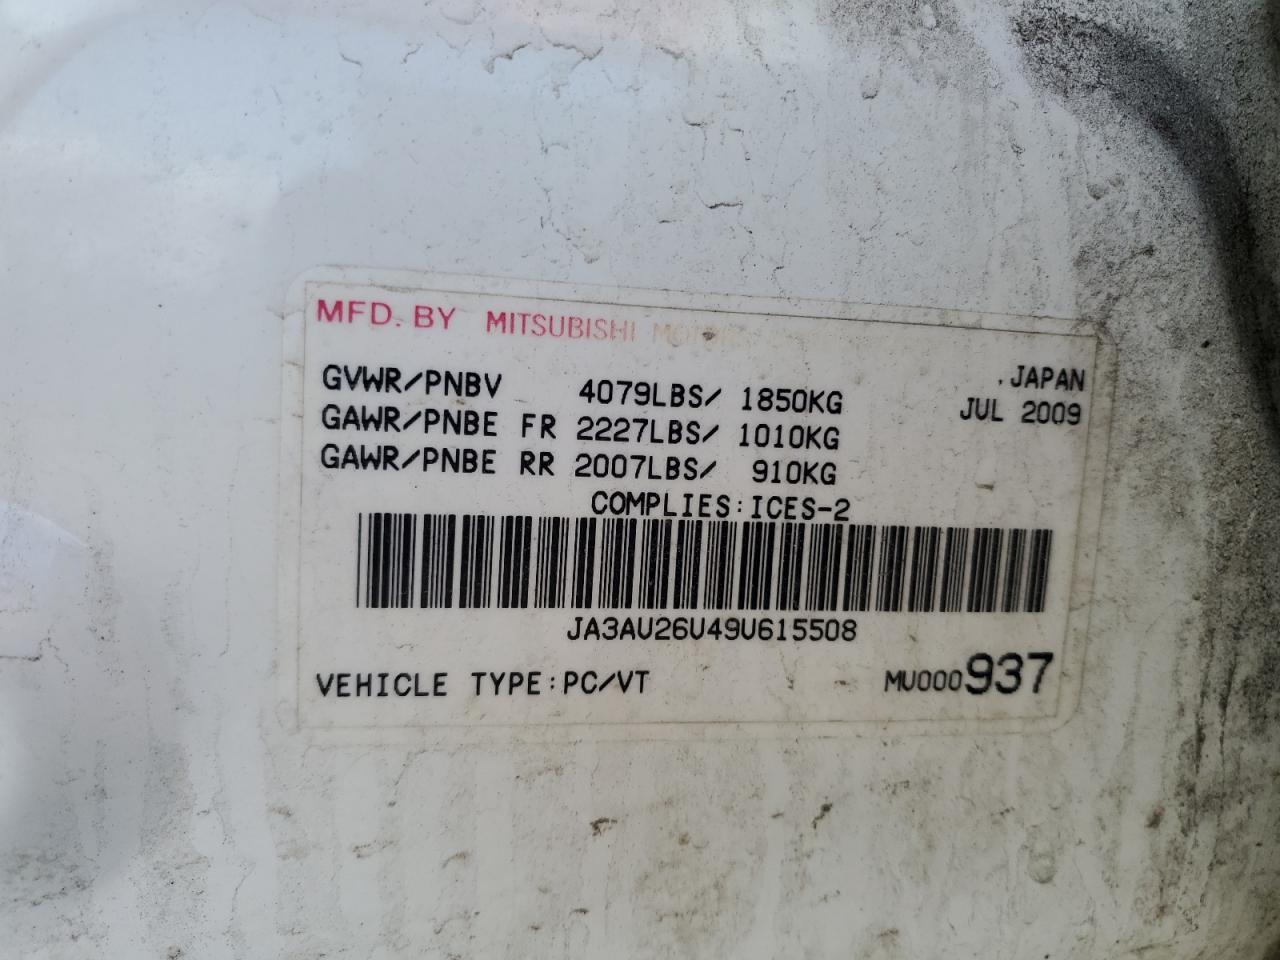 MFD. BY MITSUBISHI MOTORS
JAPAN
GVWR/PNBV 4079LBS/ 1850KG
JUL 2009
GAWR/PNBE FR 2227LBS/ 1010KG
GAWR/PNBE RR 2007LBS/ 910KG
COMPLIES:ICES-2
JA3AU26U49U615508
VEHICLE TYPE:PC/VT MU000937